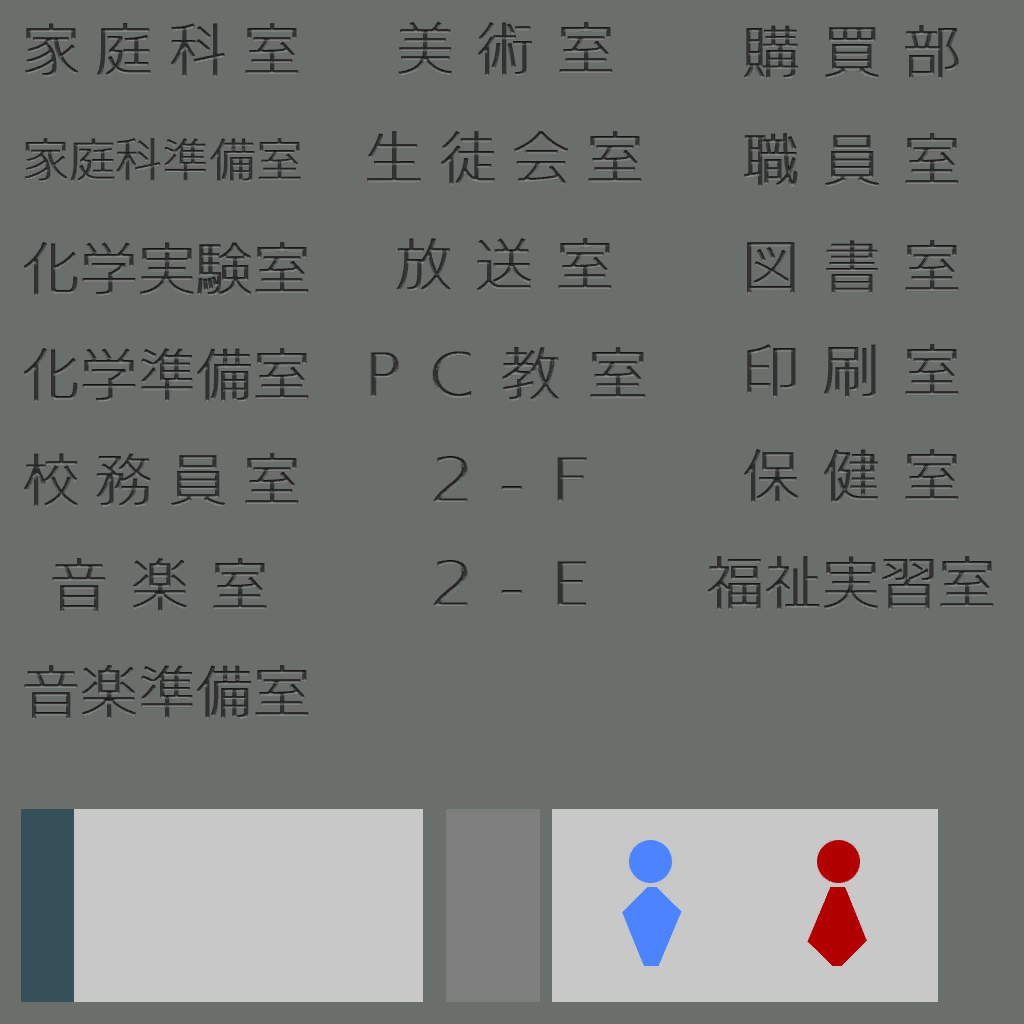 家庭科室
美術室
購買部
家庭科準備室
生徒会室
職員室
化学実験室
放送室
図書室
化学準備室
PC教室
印刷室
校務員室
2-F
保健室
音楽室
2-E
福祉実習室
音楽準備室